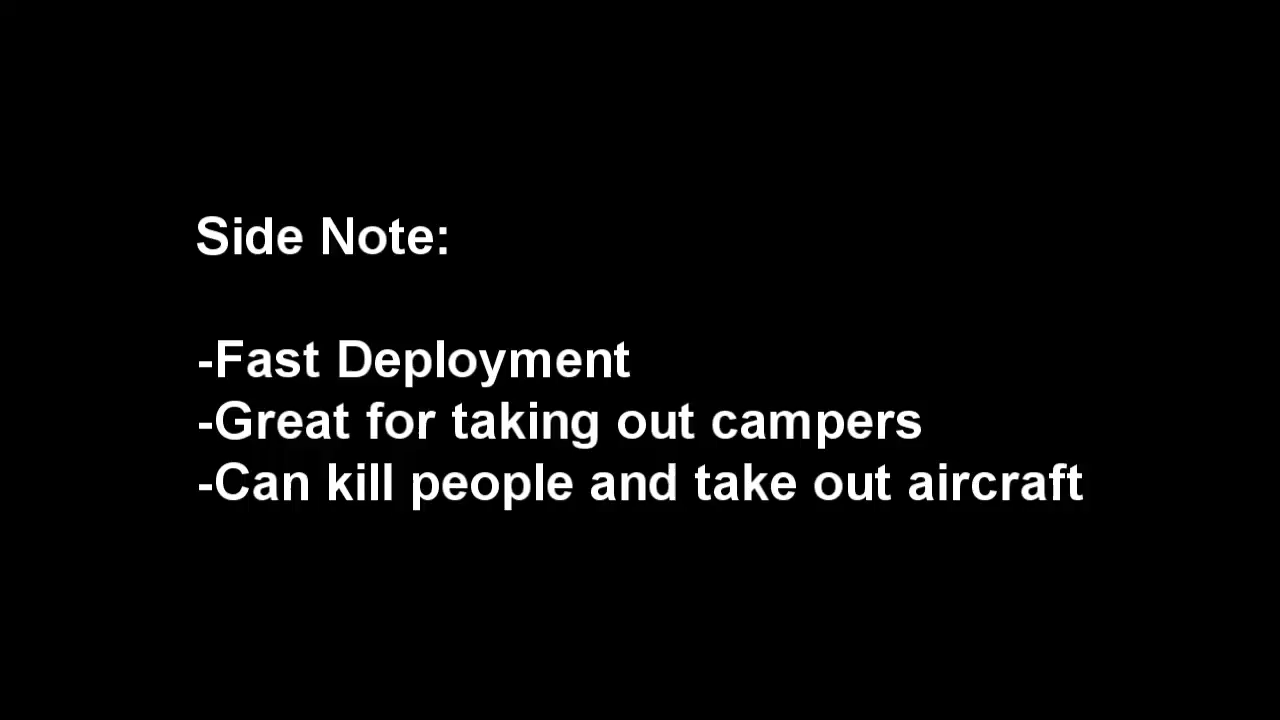 Side Note:
-Fast Deployment
-Great for taking out campers
-Can kill people and take out aircraft